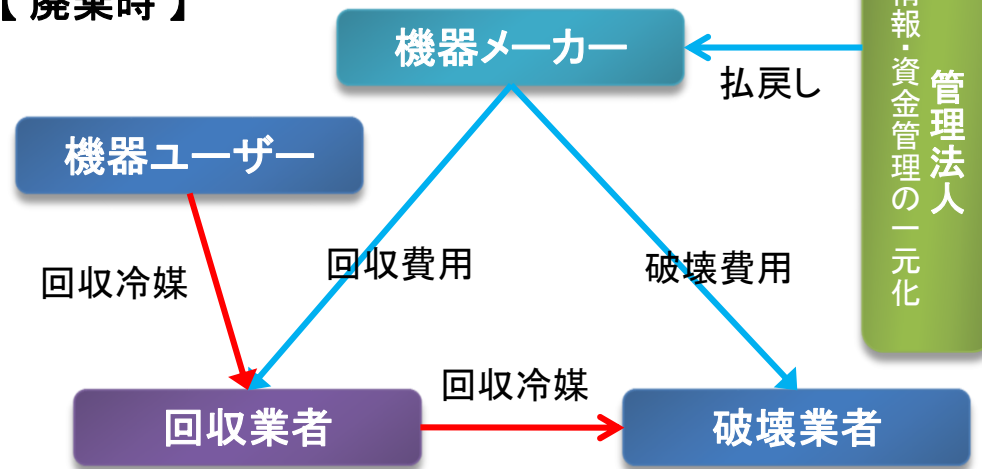 【 廃棄時 】
機器メーカー
払戻し
管理法人
情報・資金管理の一元化
機器ユーザー
回収冷媒
回収費用
破壊費用
回収冷媒
回収業者
破壊業者